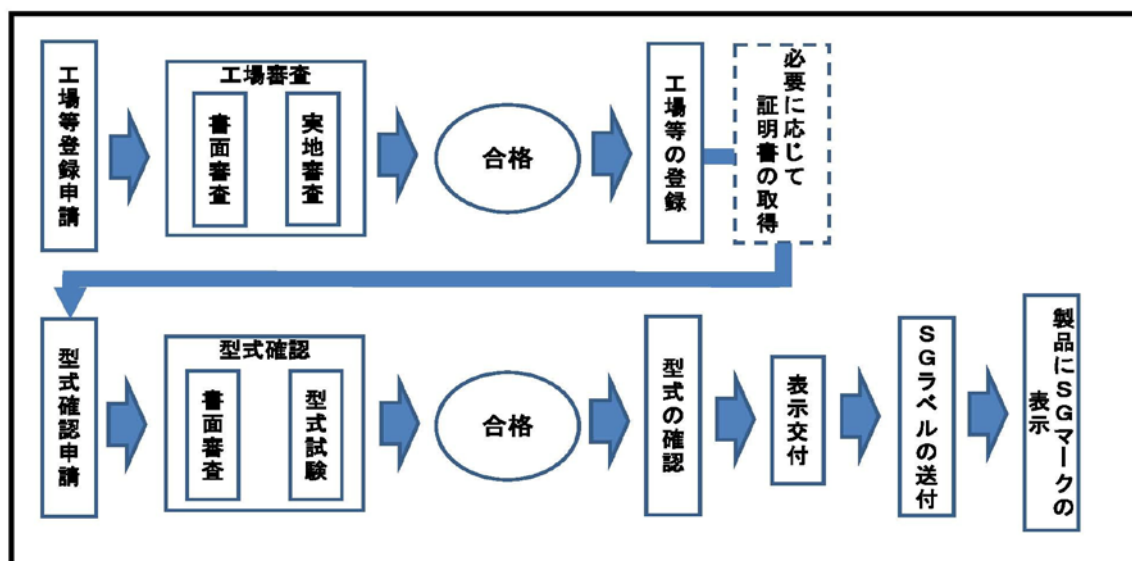 工場等登録申請
工場審査
書面審査
実地審査
合格
工場等の登録
必要に応じて
証明書の取得
型式確認申請
型式確認
書面審査
型式試験
合格
型式の確認
表示交付
SGラベルの送付
製品にSGマークの
表示